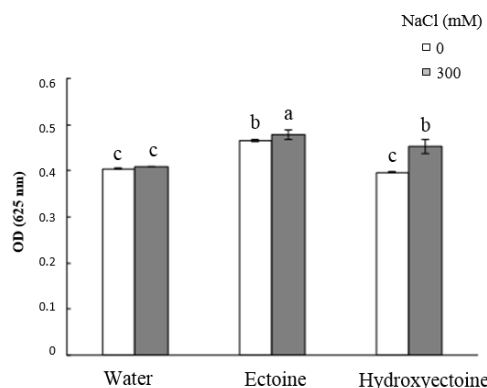 NaCl (mM)
0
300
0.6
0.5
0.4
0.3
0.2
0.1
0
OD (625 nm)
c c
b a
c b
Water Ectoine Hydroxyectoine